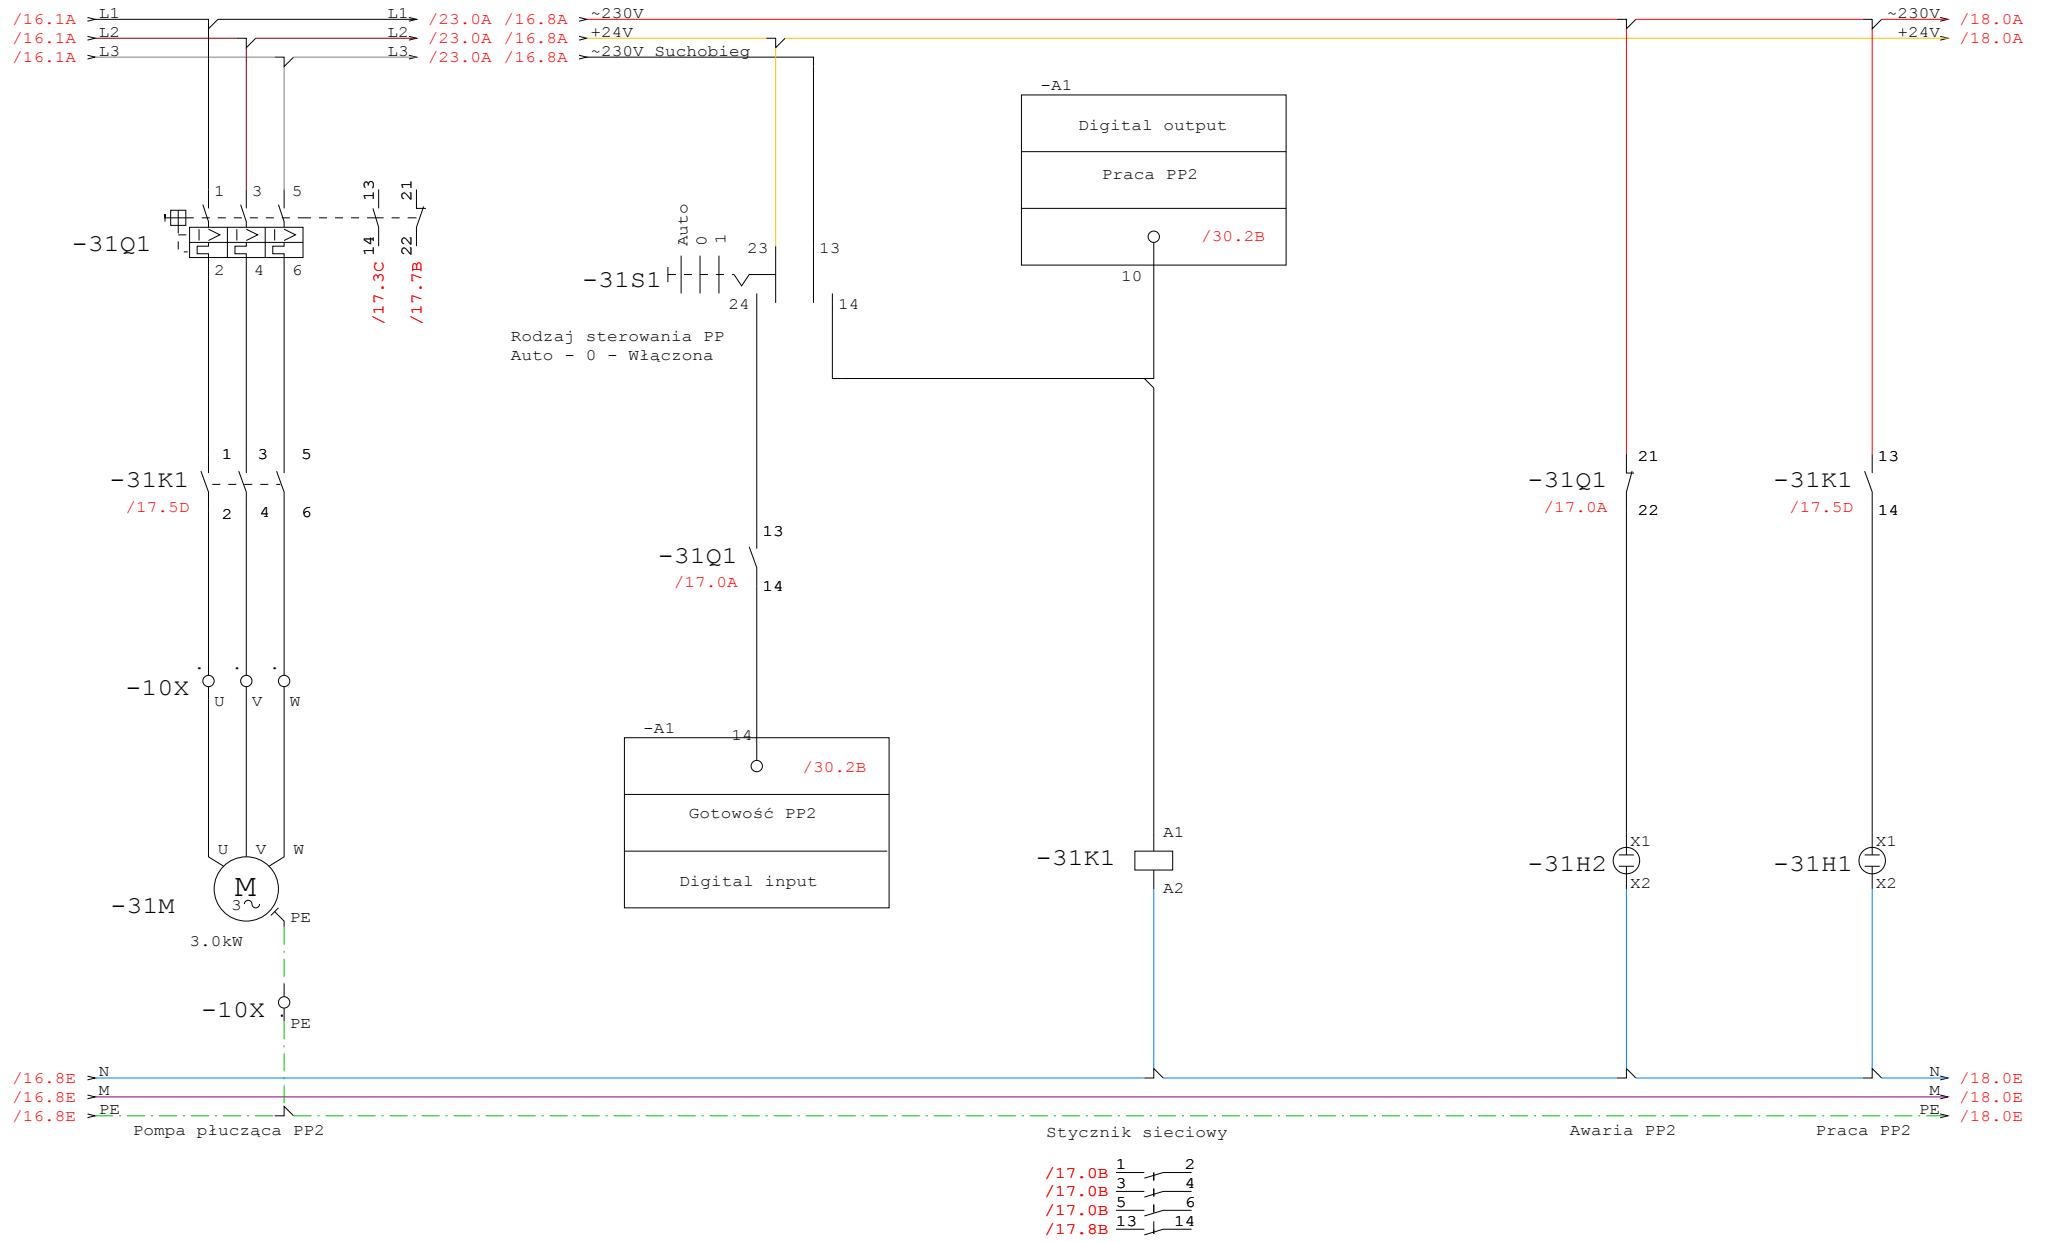 /16.1A L1 L1 /23.0A /16.8A ~230V ~230V /18.0A
/16.1A L2 L2 /23.0A /16.8A +24V +24V /18.0A
/16.1A L3 L3 /23.0A /16.8A ~230V Suchobieg
-A1
Digital output
Praca PP2
/30.2B
10
1 3 5
13 21
-31Q1
14 22
2 4 6
/17.3C /17.7B
Auto 0 1
23 13
-31S1
24 14
Rodzaj sterowania PP
Auto - 0 - Włączona
1 3 5
-31K1
/17.5D
2 4 6
21
-31Q1
/17.0A
22
13
-31K1
/17.5D
14
13
-31Q1
/17.0A
14
-10X
U V W
-A1
14
/30.2B
Gotowość PP2
Digital input
U V W
M
3
-31M
PE
3.0kW
A1
-31K1
A2
X1
-31H2
X2
X1
-31H1
X2
-10X
PE
/16.8E N N /18.0E
/16.8E M M /18.0E
/16.8E PE PE /18.0E
Pompa płucząca PP2
Stycznik sieciowy
Awaria PP2
Praca PP2
/17.0B 1 2
/17.0B 3 4
/17.0B 5 6
/17.8B 13 14